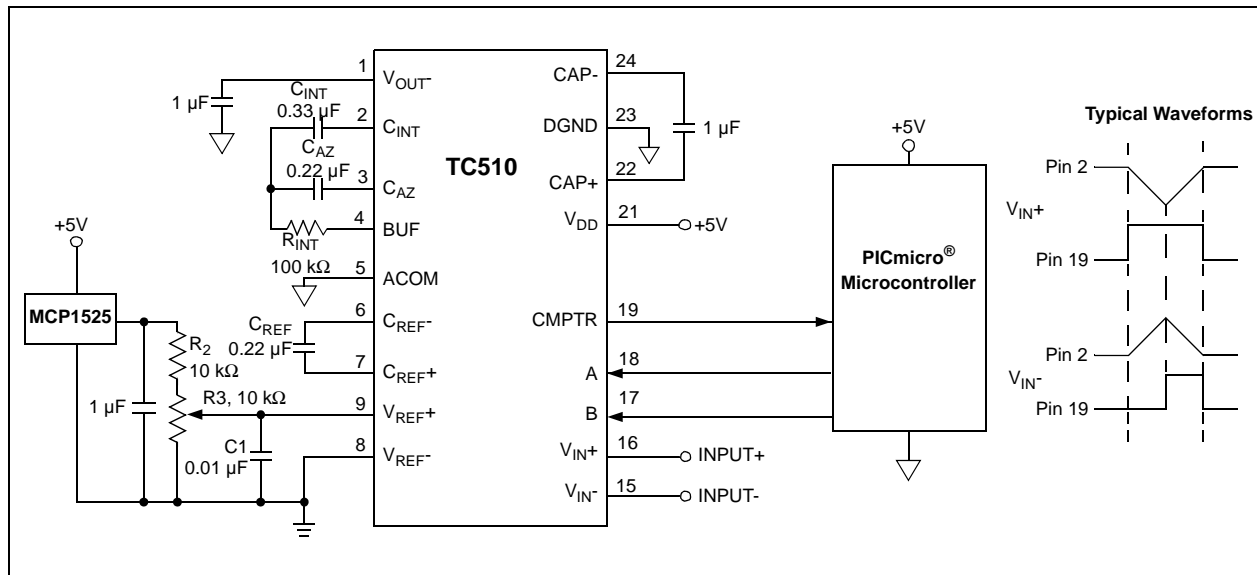 1
V_OUT-
1 µF
C_INT
0.33 µF
2
C_INT
C_AZ
0.22 µF
3
C_AZ
4
BUF
R_INT
100 kΩ
5
ACOM
+5V
MCP1525
R_2
10 kΩ
1 µF
R3, 10 kΩ
C_REF
0.22 µF
6
C_REF-
7
C_REF+
9
V_REF+
C1
0.01 µF
8
V_REF-
TC510
24
CAP-
23
DGND
1 µF
22
CAP+
21
V_DD
+5V
19
CMPTR
18
A
17
B
16
V_IN+
INPUT+
15
V_IN-
INPUT-
+5V
PICmicro®
Microcontroller
Typical Waveforms
Pin 2
V_IN+
Pin 19
Pin 2
V_IN-
Pin 19